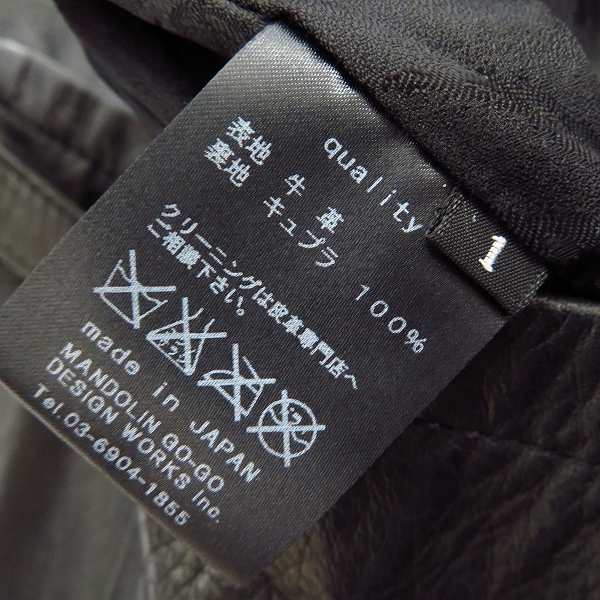 quality
表地 牛 革
裏地 キュプラ 100%
クリーニングは皮革専門店へ
ご相談下さい。
made in JAPAN
MANDOLIN GO-GO
DESIGN WORKS Inc.
Tel.03-6904-1855
1